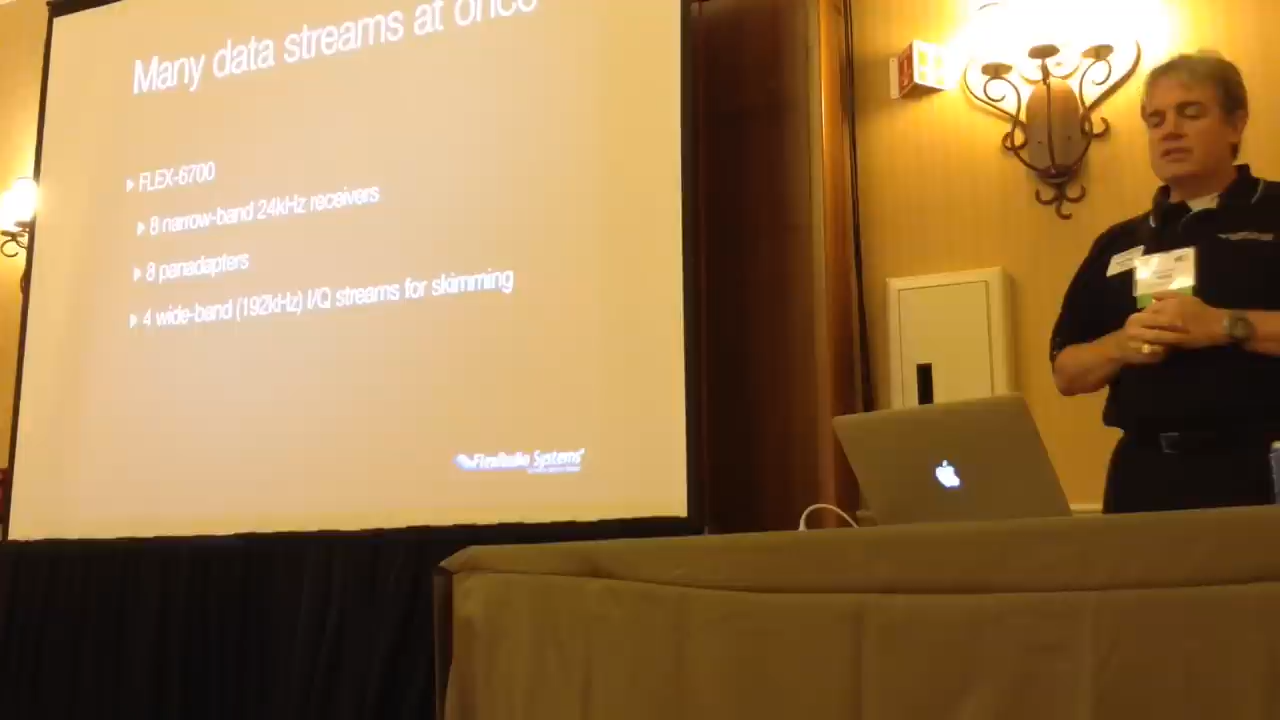 Many data streams at once
FLEX-6700
8 narrow-band 24kHz receivers
8 panadapters
4 wide-band (192kHz) I/Q streams for skimming
FlexRadio Systems